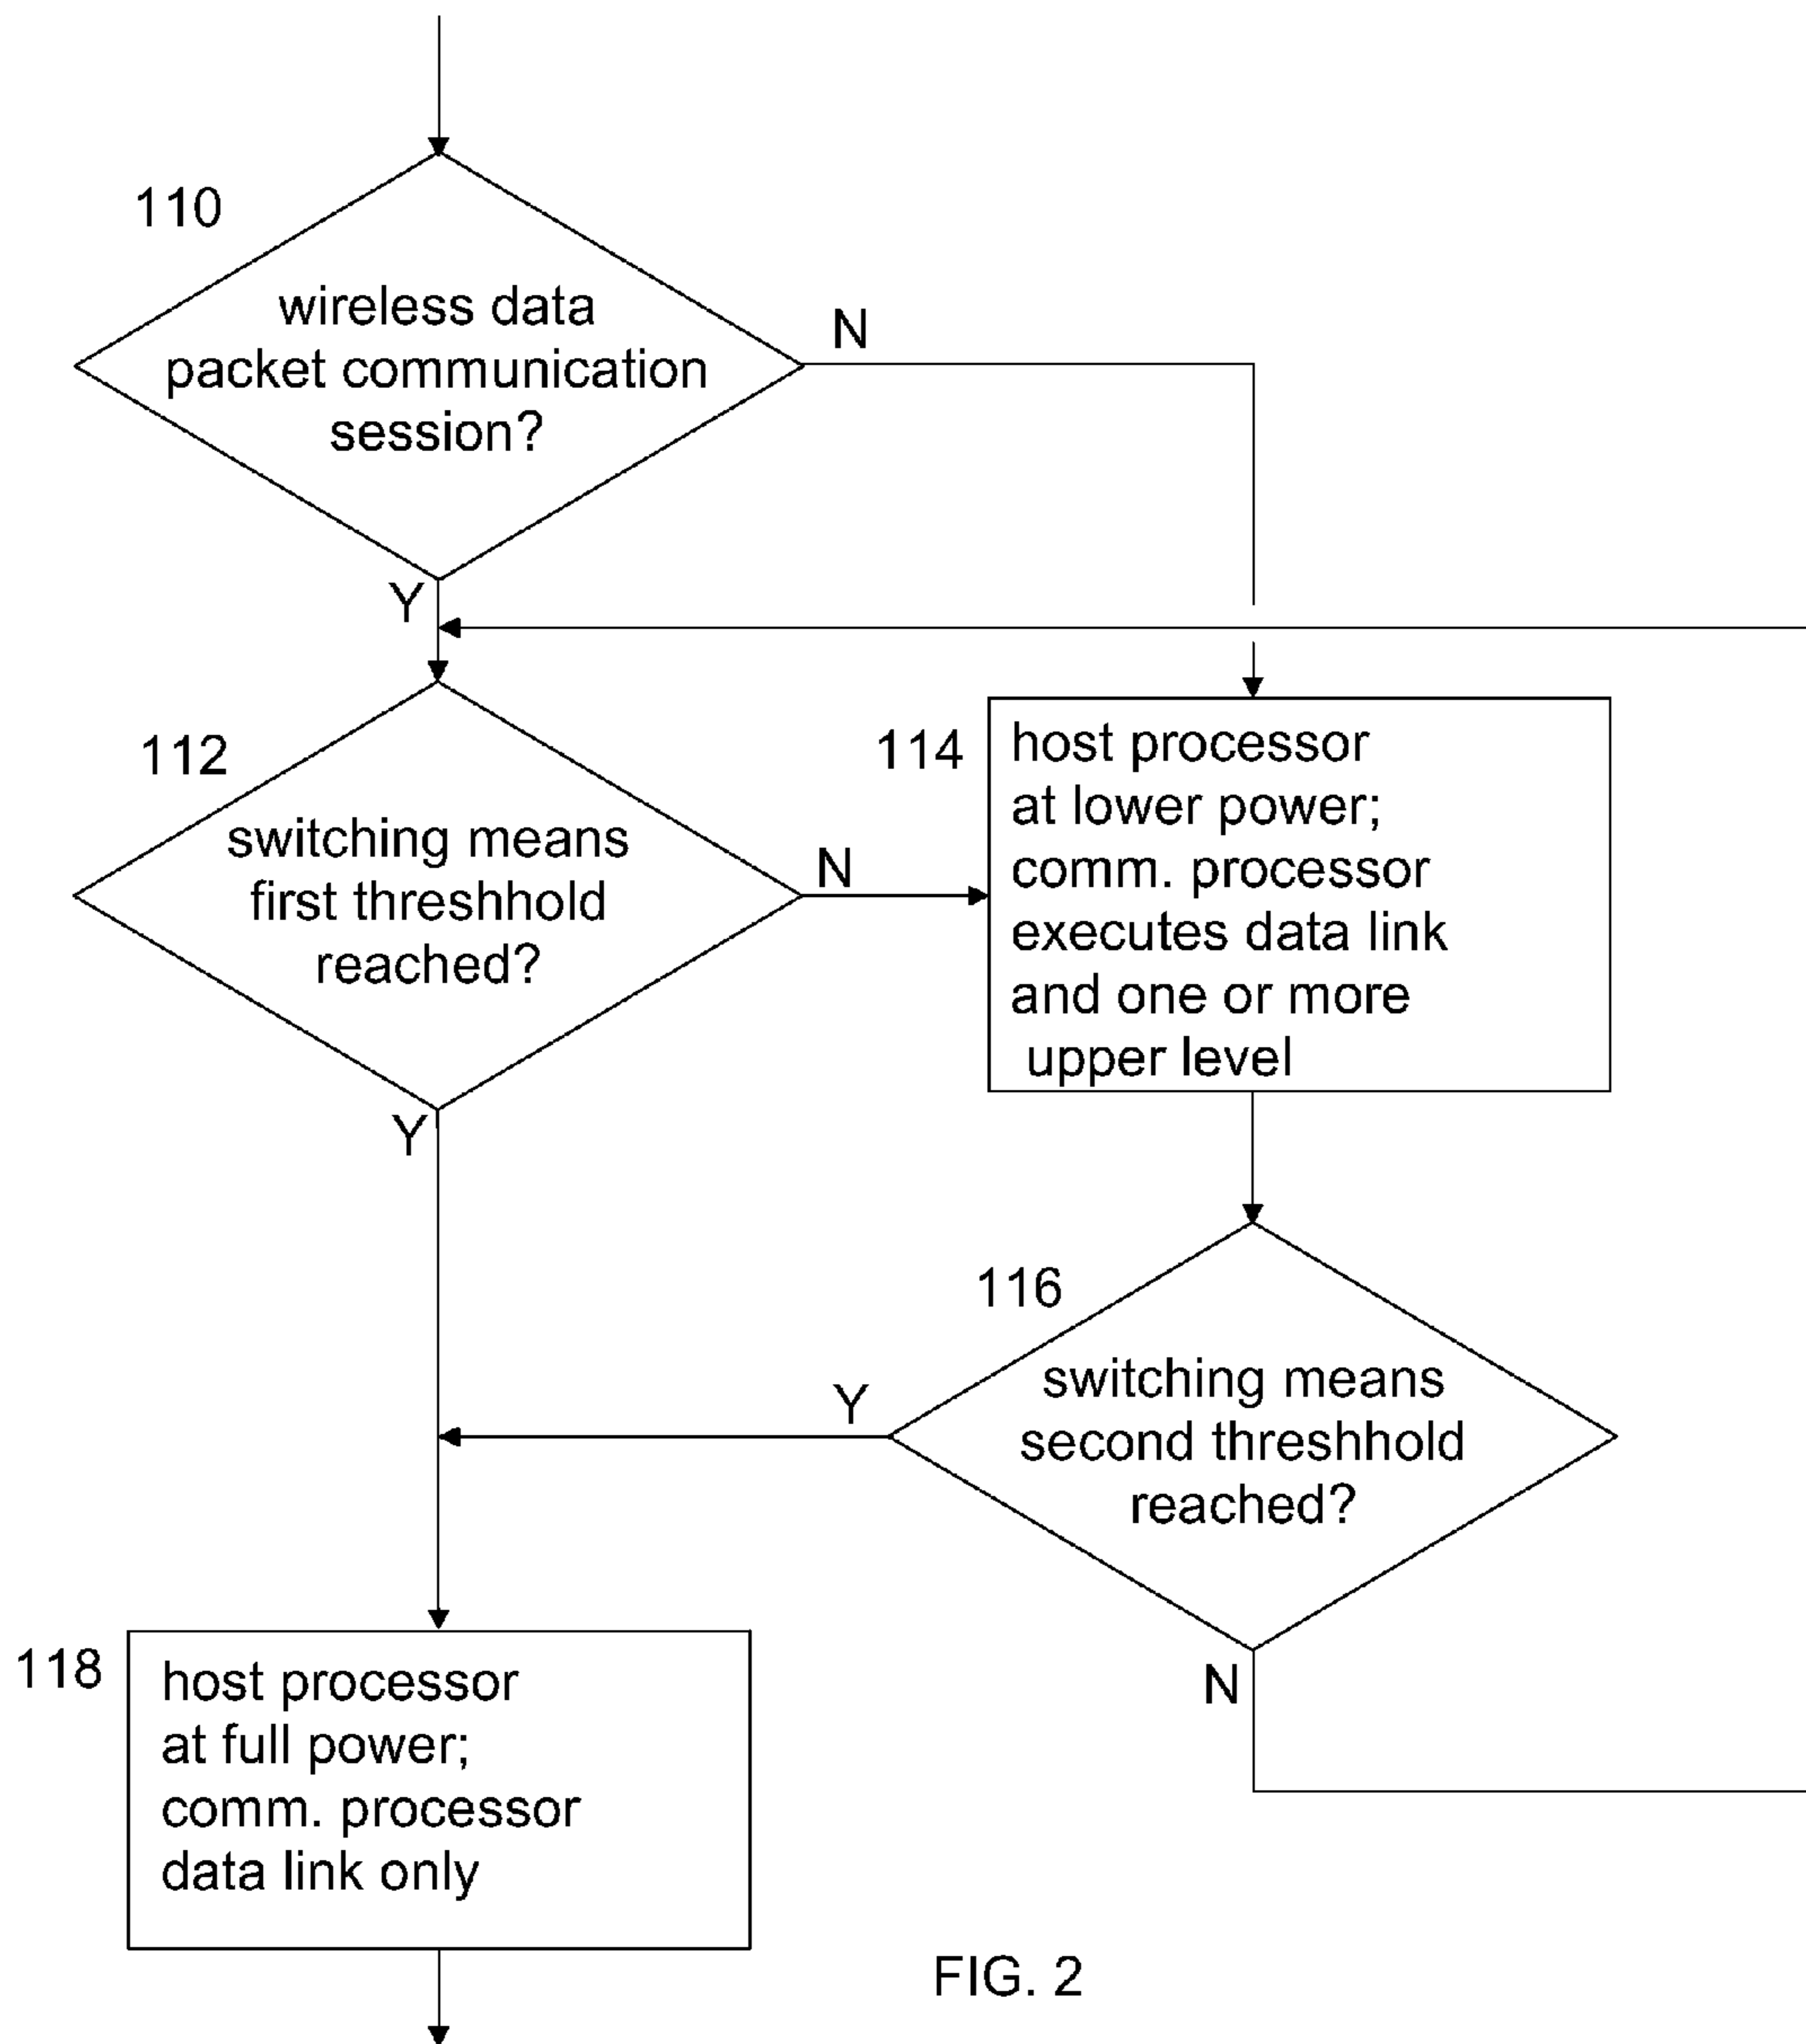 110
wireless data
packet communication
session?
N
Y
112
switching means
first threshhold
reached?
N
Y
114
host processor
at lower power;
comm. processor
executes data link
and one or more
upper level
116
switching means
second threshhold
reached?
Y
N
118
host processor
at full power;
comm. processor
data link only
FIG. 2